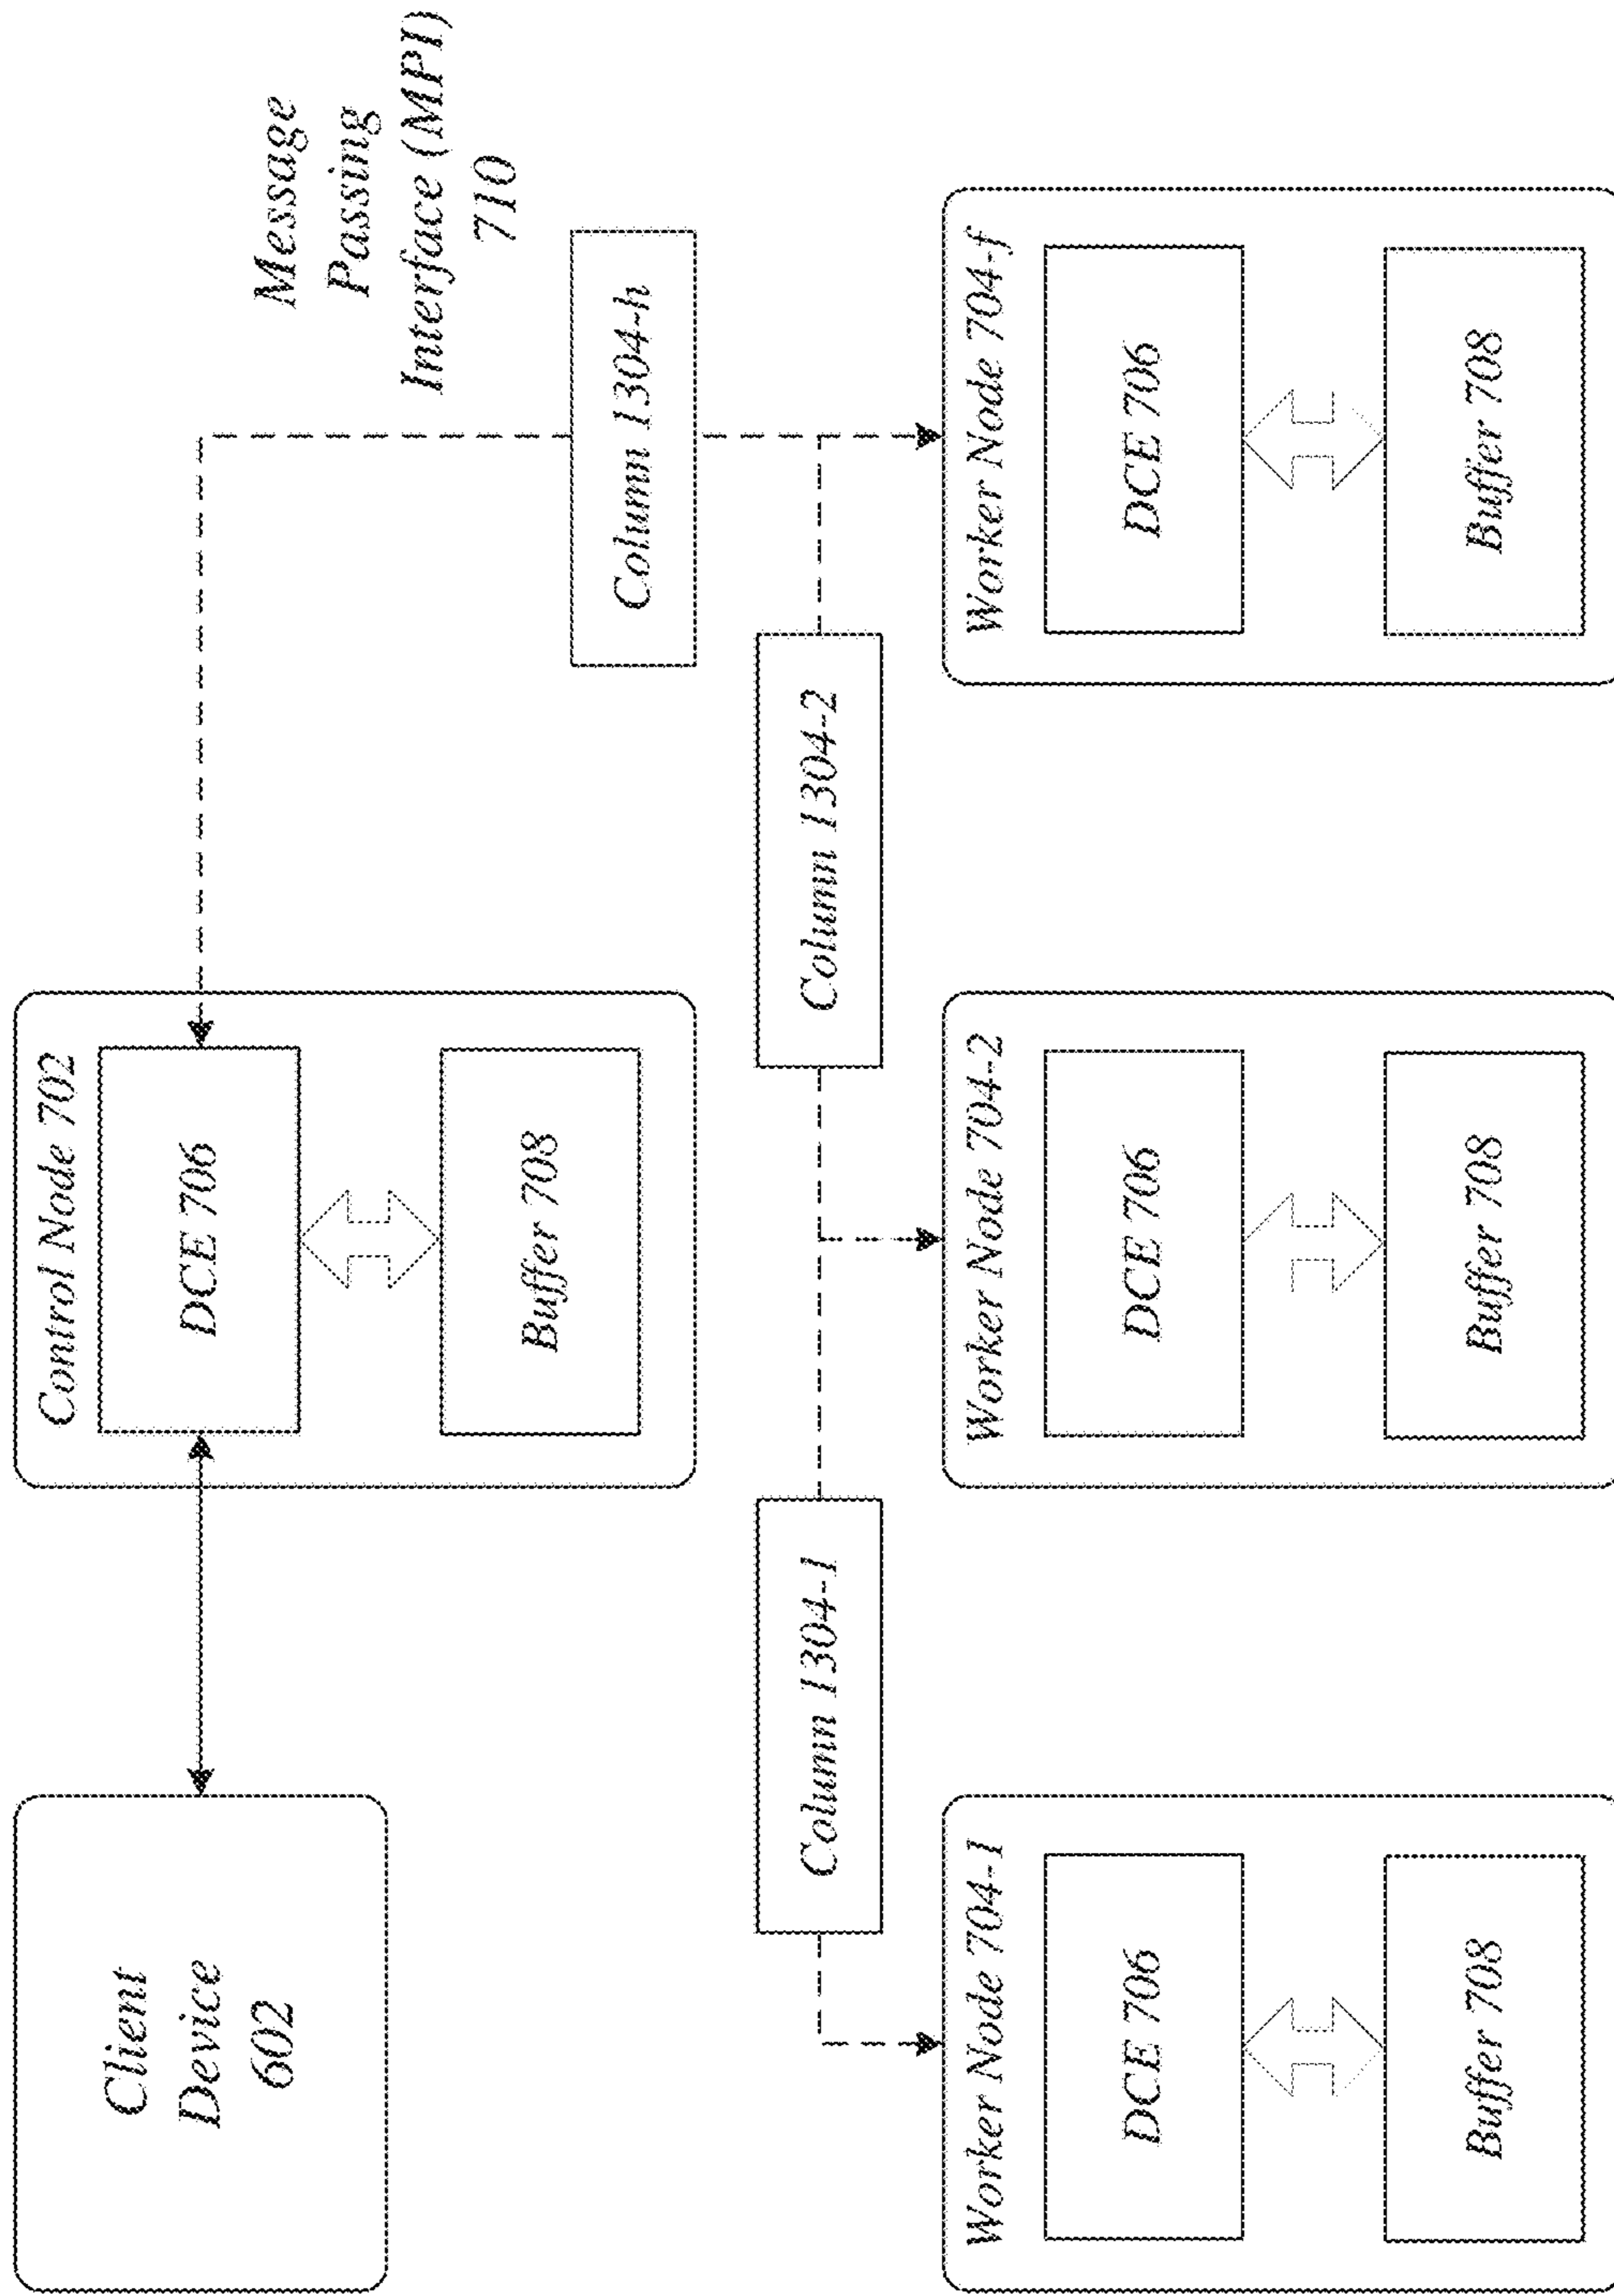 Client
Device
602
Control Node 702
DCE 706
Buffer 708
Message
Passing
Interface (MPI)
710
Column 1304-h
Column 1304-1
Column 1304-2
Worker Node 704-1
DCE 706
Buffer 708
Worker Node 704-2
DCE 706
Buffer 708
Worker Node 704-f
DCE 706
Buffer 708